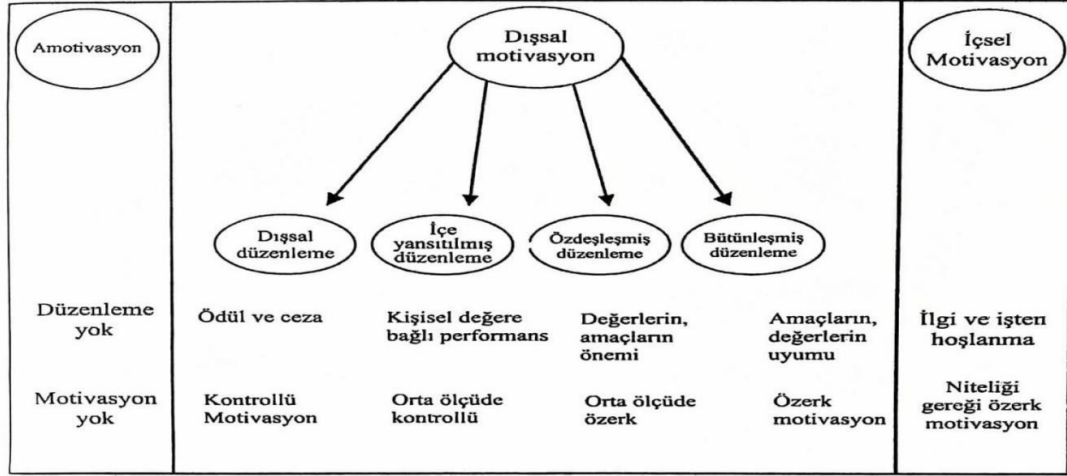 Amotivasyon
Dışsal
motivasyon
İçsel
Motivasyon
Dışsal
düzenleme
İçe
yansıtılmış
düzenleme
Özdeşleşmiş
düzenleme
Bütünleşmiş
düzenleme
Düzenleme
yok
Ödül ve ceza
Kişisel değere
bağlı performans
Değerlerin,
amaçların
önemi
Amaçların,
değerlerin
uyumu
İlgi ve işten
hoşlanma
Motivasyon
yok
Kontrollü
Motivasyon
Orta ölçüde
kontrollü
Orta ölçüde
özerk
Özerk
motivasyon
Niteliği
gereği özerk
motivasyon